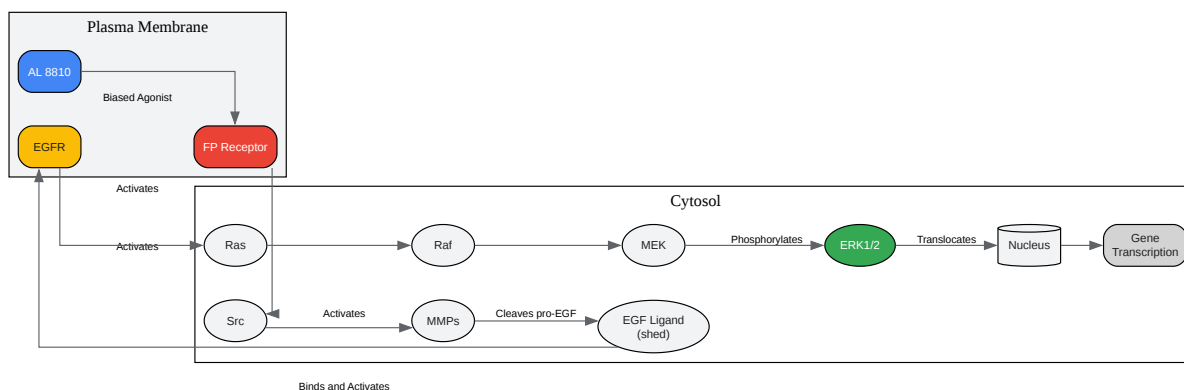 Plasma Membrane
AL 8810
Biased Agonist
EGFR
FP Receptor
Activates
Cytosol
Activates
Ras
Raf
MEK
Phosphorylates
ERK1/2
Translocates
Nucleus
Gene
Transcription
Src
Activates
MMPs
Cleaves pro-EGF
EGF Ligand
(shed)
Binds and Activates